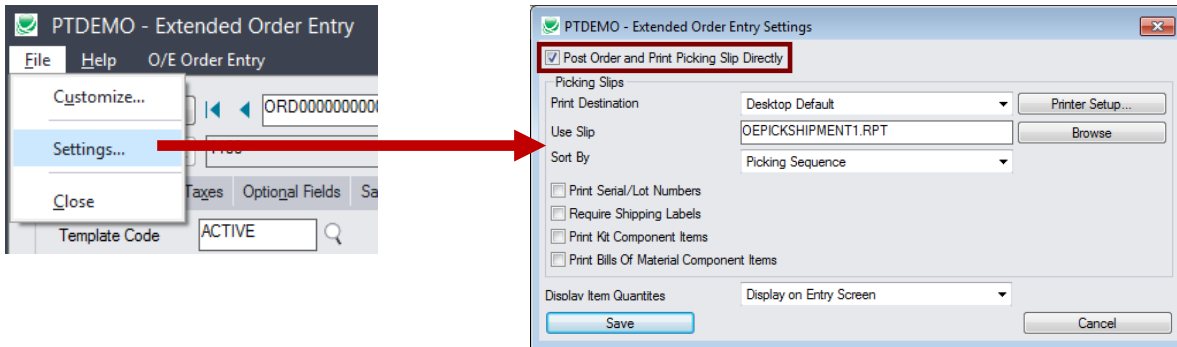 PTDEMO - Extended Order Entry
File Help O/E Order Entry
Customize...
Settings...
Close
ORD0000000000
Taxes Optional Fields Sa
Template Code ACTIVE
PTDEMO - Extended Order Entry Settings
Post Order and Print Picking Slip Directly
Picking Slips
Print Destination Desktop Default Printer Setup...
Use Slip OEPICKSHIPMENT1.RPT Browse
Sort By Picking Sequence
Print Serial/Lot Numbers
Require Shipping Labels
Print Kit Component Items
Print Bills Of Material Component Items
Display Item Quantites Display on Entry Screen
Save Cancel